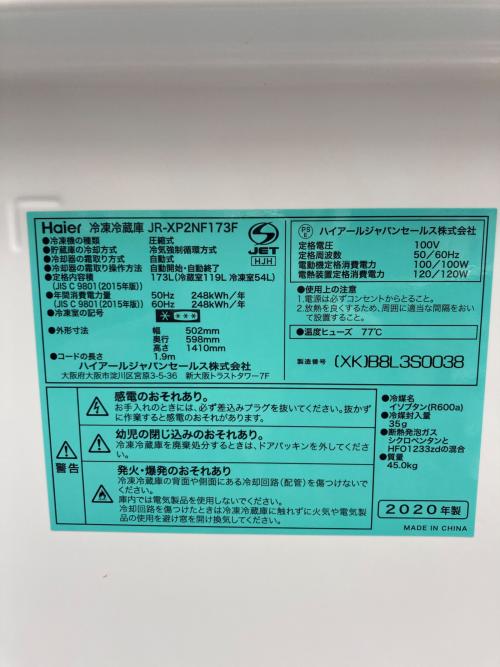 Haier 冷凍冷蔵庫 JR-XP2NF173F
●冷凍機の種類 圧縮式
●貯蔵庫の冷却方式 冷気強制循環方式
●冷却器の霜取り方式 自動式
●冷却器の霜取り操作方法 自動開始・自動終了
●定格内容積 173L(冷蔵室119L 冷凍室54L)
(JIS C 9801(2015年版))
●年間消費電力量 50Hz 248kWh/年
(JIS C 9801(2015年版)) 60Hz 248kWh/年
●冷凍室の記号
●外形寸法 幅 502mm
奥行 598mm
高さ 1410mm
●コードの長さ 1.9m
ハイアールジャパンセールス株式会社
大阪府大阪市淀川区宮原3-5-36 新大阪トラストタワー7F
JET
HJH
PS
E
ハイアールジャパンセールス株式会社
定格電圧 100V
定格周波数 50/60Hz
電動機定格消費電力 100/100W
電熱装置定格消費電力 120/120W
●使用上の注意
1.電源は必ずコンセントからとること。
2.放熱を良くするため、周囲に適当な間隔をおい
て設置すること。
●温度ヒューズ 77℃
製造番号 (XK)B8L3S0038
警告
感電のおそれあり。
お手入れのときには、必ず差込みプラグを抜いてください。抜かず
に作業すると感電のおそれがあります。
幼児の閉じ込みのおそれあり。
冷凍冷蔵庫を廃棄処分するときは、ドアパッキンを外してくださ
い。
発火・爆発のおそれあり
冷凍冷蔵庫の背面や側面にある冷却回路(配管)を傷つけない
でください。
庫内では電気製品を使用しないでください。
冷却回路を傷つけたときは冷凍冷蔵庫に触れずに火気や電気製
品の使用を避け窓を開け換気してください。
●冷媒名
イソブタン(R600a)
●冷媒封入量
35g
●断熱発泡ガス
シクロペンタンと
HFO1233zdの混合
●質量
45.0kg
2020年製
MADE IN CHINA